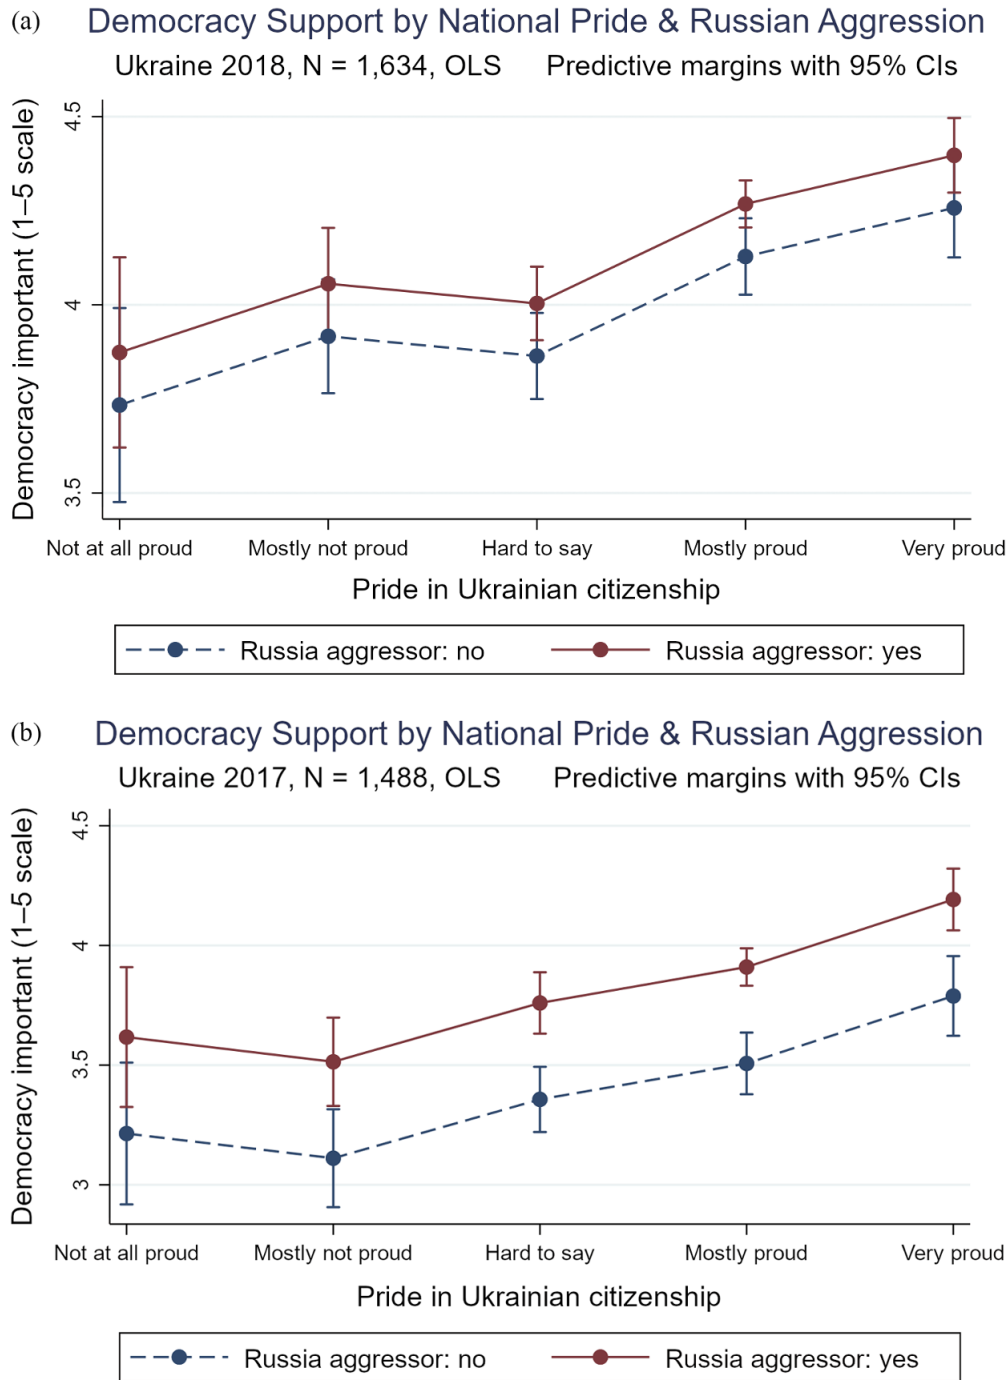 (a) Democracy Support by National Pride & Russian Aggression
Ukraine 2018, N = 1,634, OLS Predictive margins with 95% CIs
Democracy important (1–5 scale)
4.5
4
3.5
Not at all proud Mostly not proud Hard to say Mostly proud Very proud
Pride in Ukrainian citizenship
Russia aggressor: no Russia aggressor: yes
(b) Democracy Support by National Pride & Russian Aggression
Ukraine 2017, N = 1,488, OLS Predictive margins with 95% CIs
Democracy important (1–5 scale)
4.5
4
3.5
3
Not at all proud Mostly not proud Hard to say Mostly proud Very proud
Pride in Ukrainian citizenship
Russia aggressor: no Russia aggressor: yes